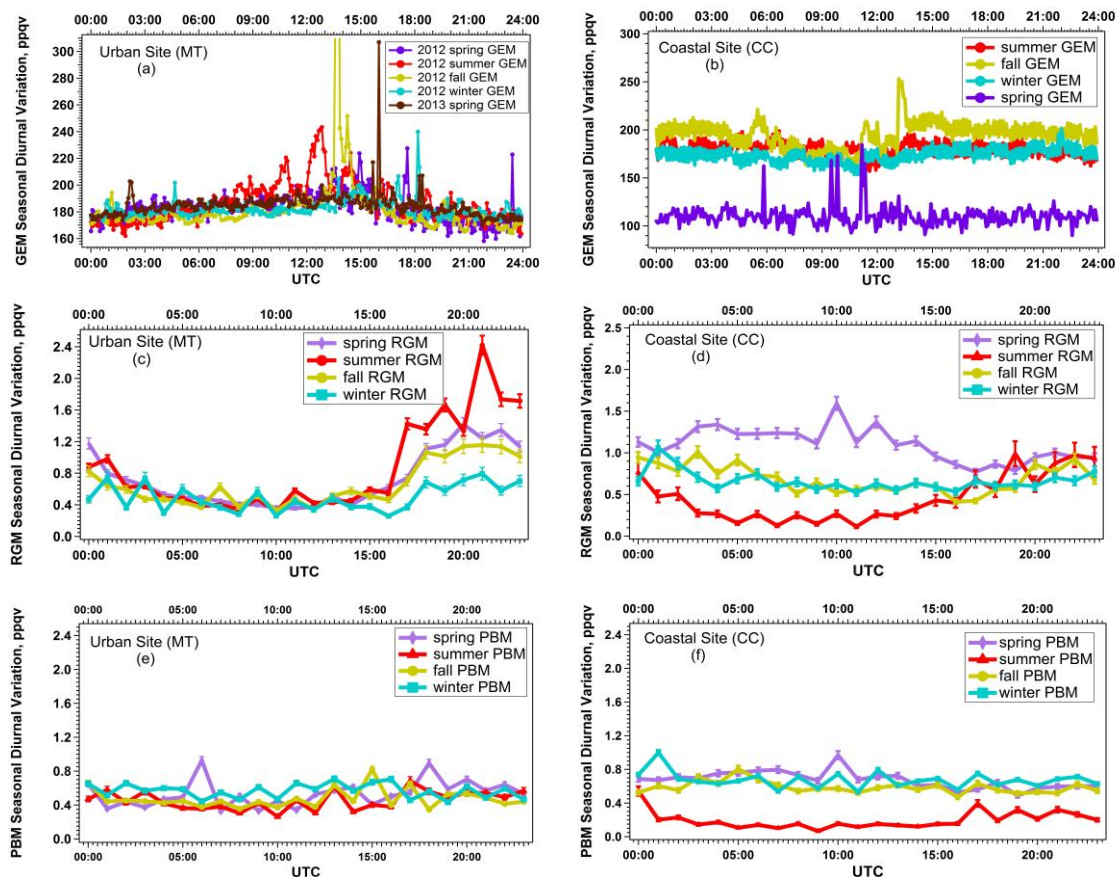 00:00 03:00 06:00 09:00 12:00 15:00 18:00 21:00 24:00
GEM Seasonal Diurnal Variation, ppqv
300
280
260
240
220
200
180
160
Urban Site (MT)
(a)
2012 spring GEM
2012 summer GEM
2012 fall GEM
2012 winter GEM
2013 spring GEM
00:00 03:00 06:00 09:00 12:00 15:00 18:00 21:00 24:00
UTC
00:00 03:00 06:00 09:00 12:00 15:00 18:00 21:00 24:00
GEM Seasonal Diurnal Variation, ppqv
300
250
200
150
100
Coastal Site (CC)
(b)
summer GEM
fall GEM
winter GEM
spring GEM
00:00 03:00 06:00 09:00 12:00 15:00 18:00 21:00 24:00
UTC
00:00 05:00 10:00 15:00 20:00
RGM Seasonal Diurnal Variation, ppqv
2.4
2.0
1.6
1.2
0.8
0.4
0.0
Urban Site (MT)
(c)
spring RGM
summer RGM
fall RGM
winter RGM
00:00 05:00 10:00 15:00 20:00
UTC
00:00 05:00 10:00 15:00 20:00
RGM Seasonal Diurnal Variation, ppqv
2.5
2.0
1.5
1.0
0.5
0.0
Coastal Site (CC)
(d)
spring RGM
summer RGM
fall RGM
winter RGM
00:00 05:00 10:00 15:00 20:00
UTC
00:00 05:00 10:00 15:00 20:00
PBM Seasonal Diurnal Variation, ppqv
2.4
2.0
1.6
1.2
0.8
0.4
0.0
Urban Site (MT)
(e)
spring PBM
summer PBM
fall PBM
winter PBM
00:00 05:00 10:00 15:00 20:00
UTC
00:00 05:00 10:00 15:00 20:00
PBM Seasonal Diurnal Variation, ppqv
2.4
2.0
1.6
1.2
0.8
0.4
0.0
Coastal Site (CC)
(f)
spring PBM
summer PBM
fall PBM
winter PBM
00:00 05:00 10:00 15:00 20:00
UTC